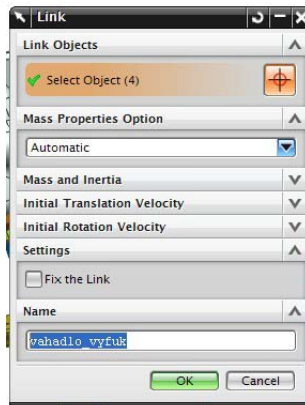 Link
Link Objects
Select Object (4)
Mass Properties Option
Automatic
Mass and Inertia
Initial Translation Velocity
Initial Rotation Velocity
Settings
Fix the Link
Name
vahadlo_vyfuk
OK Cancel